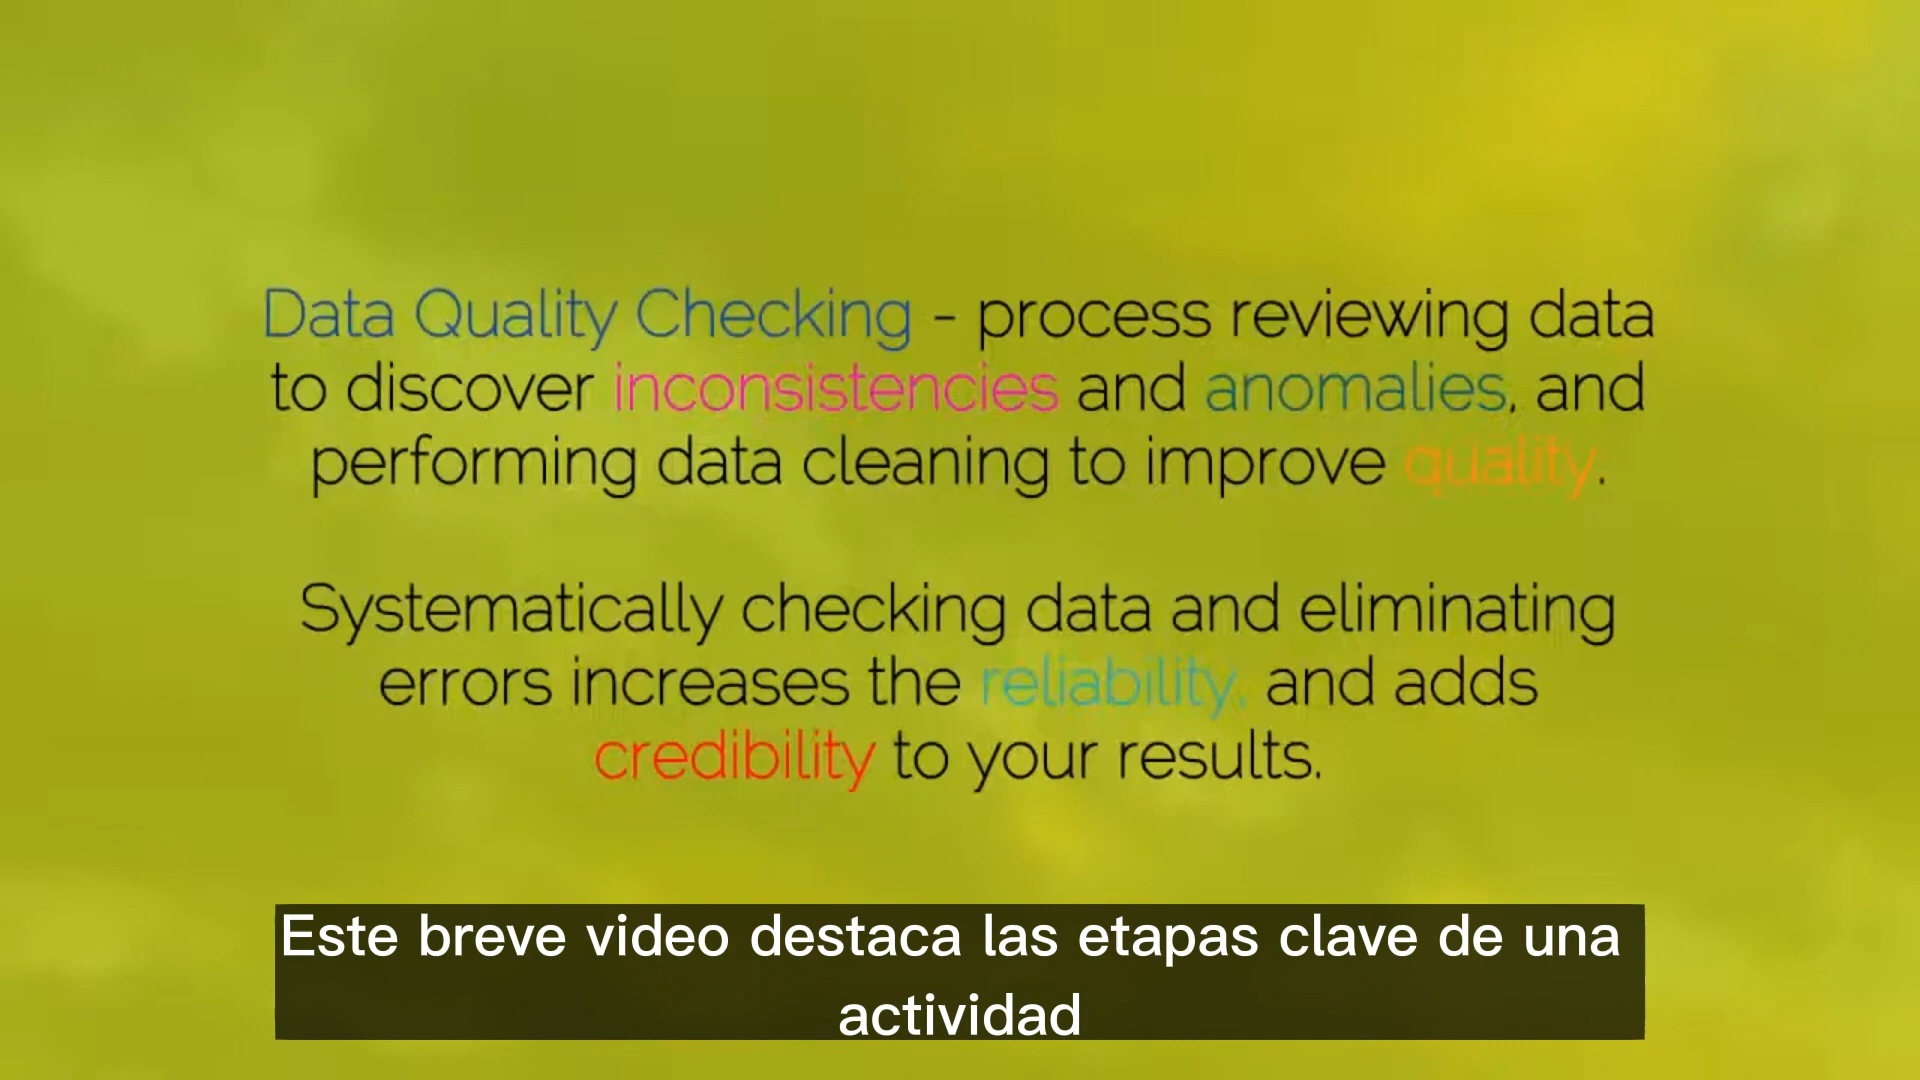 Data Quality Checking - process reviewing data
to discover inconsistencies and anomalies, and
performing data cleaning to improve quality.
Systematically checking data and eliminating
errors increases the reliability, and adds
credibility to your results.
Este breve video destaca las etapas clave de una
actividad